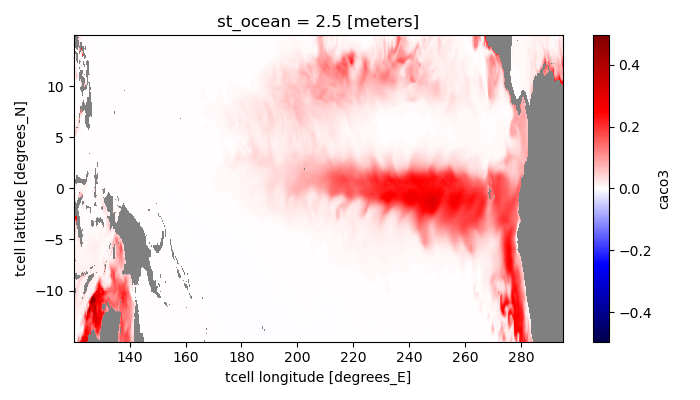 st_ocean = 2.5 [meters]
10
5
0
−5
−10
tcell latitude [degrees_N]
140 160 180 200 220 240 260 280
tcell longitude [degrees_E]
0.4
0.2
0.0
−0.2
−0.4
caco3